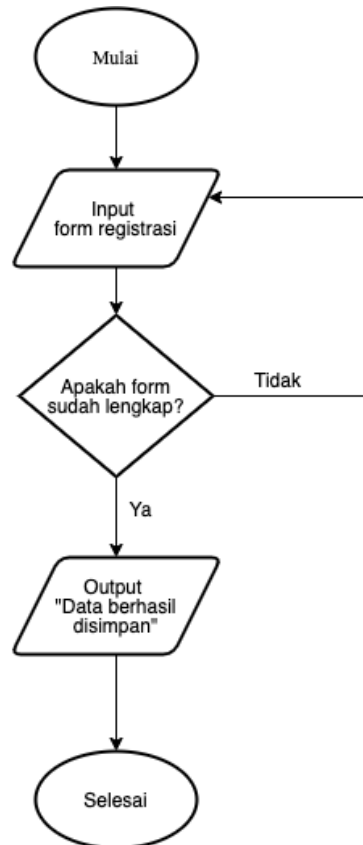 Mulai
Input
form registrasi
Apakah form
sudah lengkap?
Tidak
Ya
Output
"Data berhasil
disimpan"
Selesai